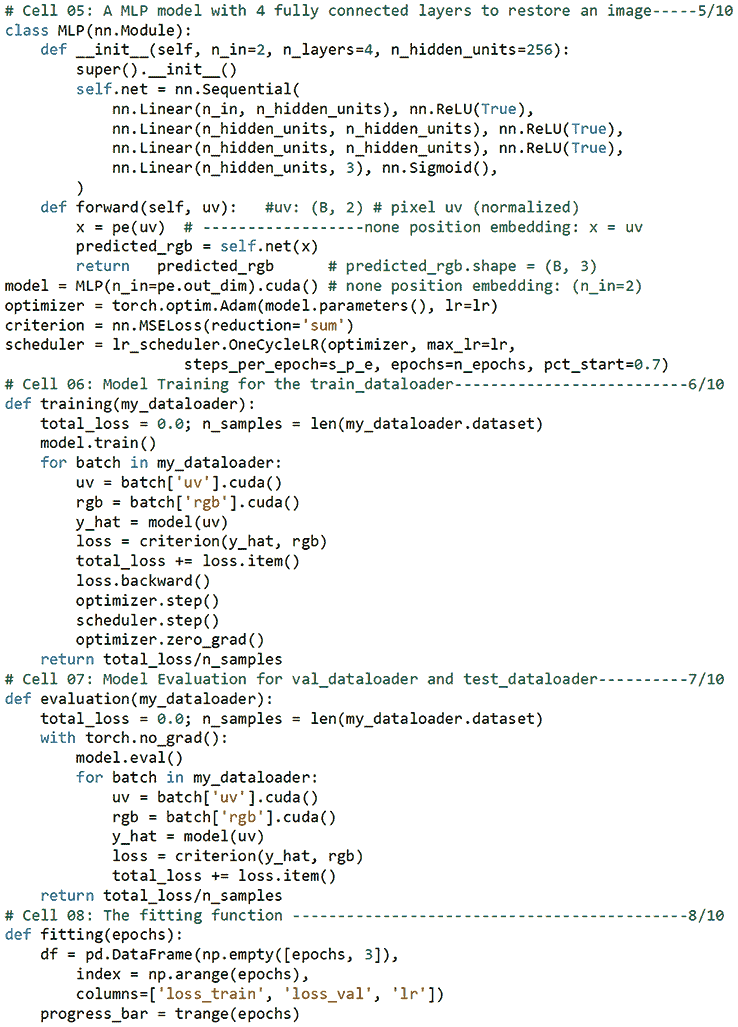 # Cell 05: A MLP model with 4 fully connected layers to restore an image-----5/10
class MLP(nn.Module):
    def __init__(self, n_in=2, n_layers=4, n_hidden_units=256):
        super().__init__()
        self.net = nn.Sequential(
            nn.Linear(n_in, n_hidden_units), nn.ReLU(True),
            nn.Linear(n_hidden_units, n_hidden_units), nn.ReLU(True),
            nn.Linear(n_hidden_units, n_hidden_units), nn.ReLU(True),
            nn.Linear(n_hidden_units, 3), nn.Sigmoid(),
        )
    def forward(self, uv):   #uv: (B, 2) # pixel uv (normalized)
        x = pe(uv)  # ------------------none position embedding: x = uv
        predicted_rgb = self.net(x)
        return   predicted_rgb      # predicted_rgb.shape = (B, 3)
model = MLP(n_in=pe.out_dim).cuda() # none position embedding: (n_in=2)
optimizer = torch.optim.Adam(model.parameters(), lr=lr)
criterion = nn.MSELoss(reduction='sum')
scheduler = lr_scheduler.OneCycleLR(optimizer, max_lr=lr,
                    steps_per_epoch=s_p_e, epochs=n_epochs, pct_start=0.7)
# Cell 06: Model Training for the train_dataloader--------------------------6/10
def training(my_dataloader):
    total_loss = 0.0; n_samples = len(my_dataloader.dataset)
    model.train()
    for batch in my_dataloader:
        uv = batch['uv'].cuda()
        rgb = batch['rgb'].cuda()
        y_hat = model(uv)
        loss = criterion(y_hat, rgb)
        total_loss += loss.item()
        loss.backward()
        optimizer.step()
        scheduler.step()
        optimizer.zero_grad()
    return total_loss/n_samples
# Cell 07: Model Evaluation for val_dataloader and test_dataloader----------7/10
def evaluation(my_dataloader):
    total_loss = 0.0; n_samples = len(my_dataloader.dataset)
    with torch.no_grad():
        model.eval()
        for batch in my_dataloader:
            uv = batch['uv'].cuda()
            rgb = batch['rgb'].cuda()
            y_hat = model(uv)
            loss = criterion(y_hat, rgb)
            total_loss += loss.item()
    return total_loss/n_samples
# Cell 08: The fitting function --------------------------------------------8/10
def fitting(epochs):
    df = pd.DataFrame(np.empty([epochs, 3]),
        index = np.arange(epochs),
        columns=['loss_train', 'loss_val', 'lr'])
    progress_bar = trange(epochs)